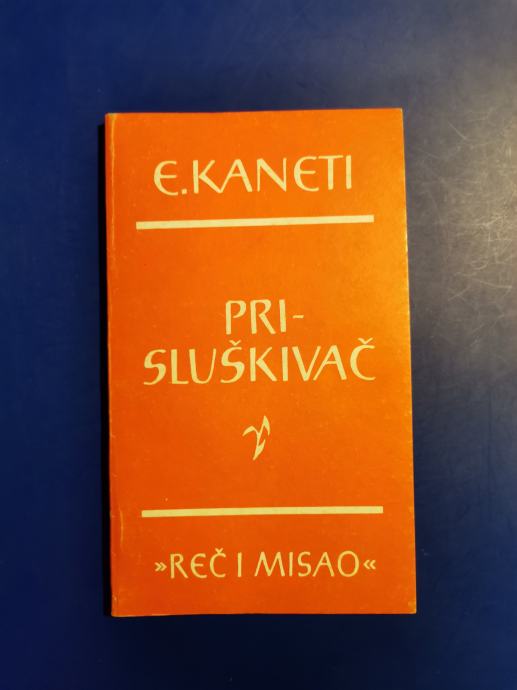 E.KANETI
PRI-
SLUŠKIVAČ
»REČ I MISAO«